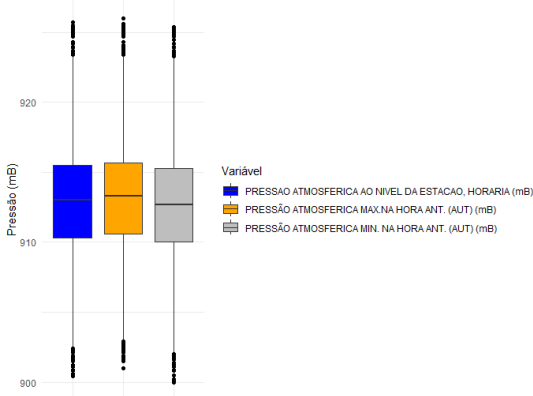 920
910
900
Pressão (mB)
Variável
PRESSAO ATMOSFERICA AO NIVEL DA ESTACAO, HORARIA (mB)
PRESSÃO ATMOSFERICA MAX.NA HORA ANT. (AUT) (mB)
PRESSÃO ATMOSFERICA MIN. NA HORA ANT. (AUT) (mB)